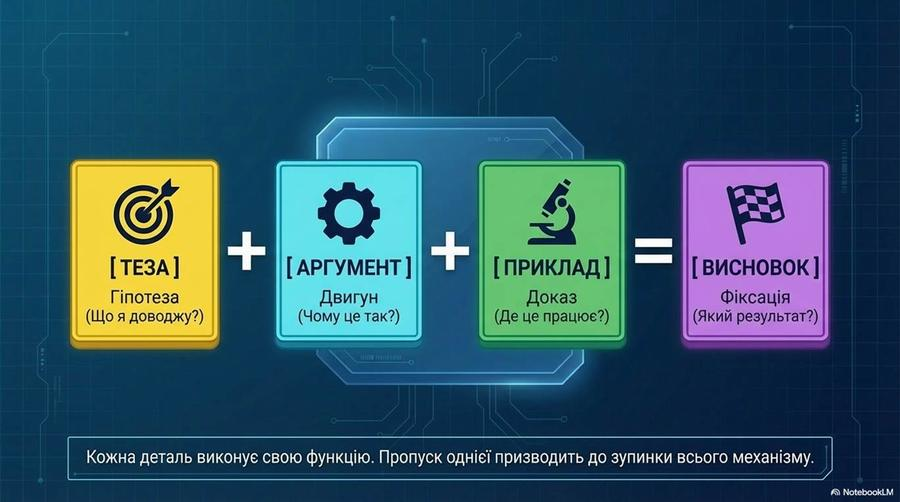 [ ТЕЗА ]
Гіпотеза
(Що я доводжу?)
+
[ АРГУМЕНТ ]
Двигун
(Чому це так?)
+
[ ПРИКЛАД ]
Доказ
(Де це працює?)
=
[ ВИСНОВОК ]
Фіксація
(Який результат?)
Кожна деталь виконує свою функцію. Пропуск однієї призводить до зупинки всього механізму.
NotebookLM